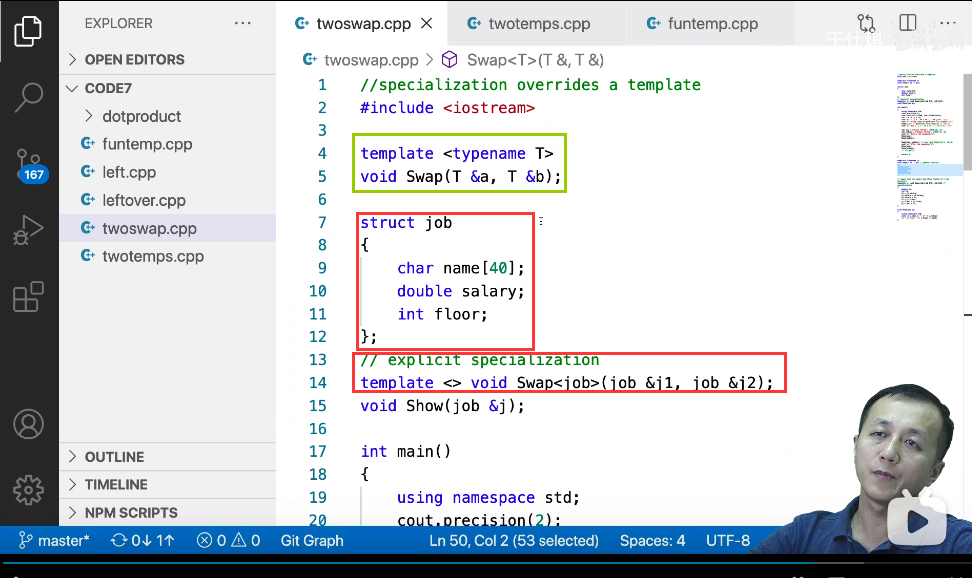 EXPLORER
twoswap.cpp
twotemps.cpp
funtemp.cpp
OPEN EDITORS
twoswap.cpp > Swap<T>(T &, T &)
CODE7
dotproduct
funtemp.cpp
left.cpp
leftover.cpp
twoswap.cpp
twotemps.cpp
167
1 //specialization overrides a template
2 #include <iostream>
3
4 template <typename T>
5 void Swap(T &a, T &b);
6
7 struct job
8 {
9 char name[40];
10 double salary;
11 int floor;
12 };
13 // explicit specialization
14 template <> void Swap<job>(job &j1, job &j2);
15 void Show(job &j);
16
17 int main()
18 {
19 using namespace std;
20 cout.precision(2);
OUTLINE
TIMELINE
NPM SCRIPTS
master* 0↓ 1↑ 0 0 Git Graph Ln 50, Col 2 (53 selected) Spaces: 4 UTF-8